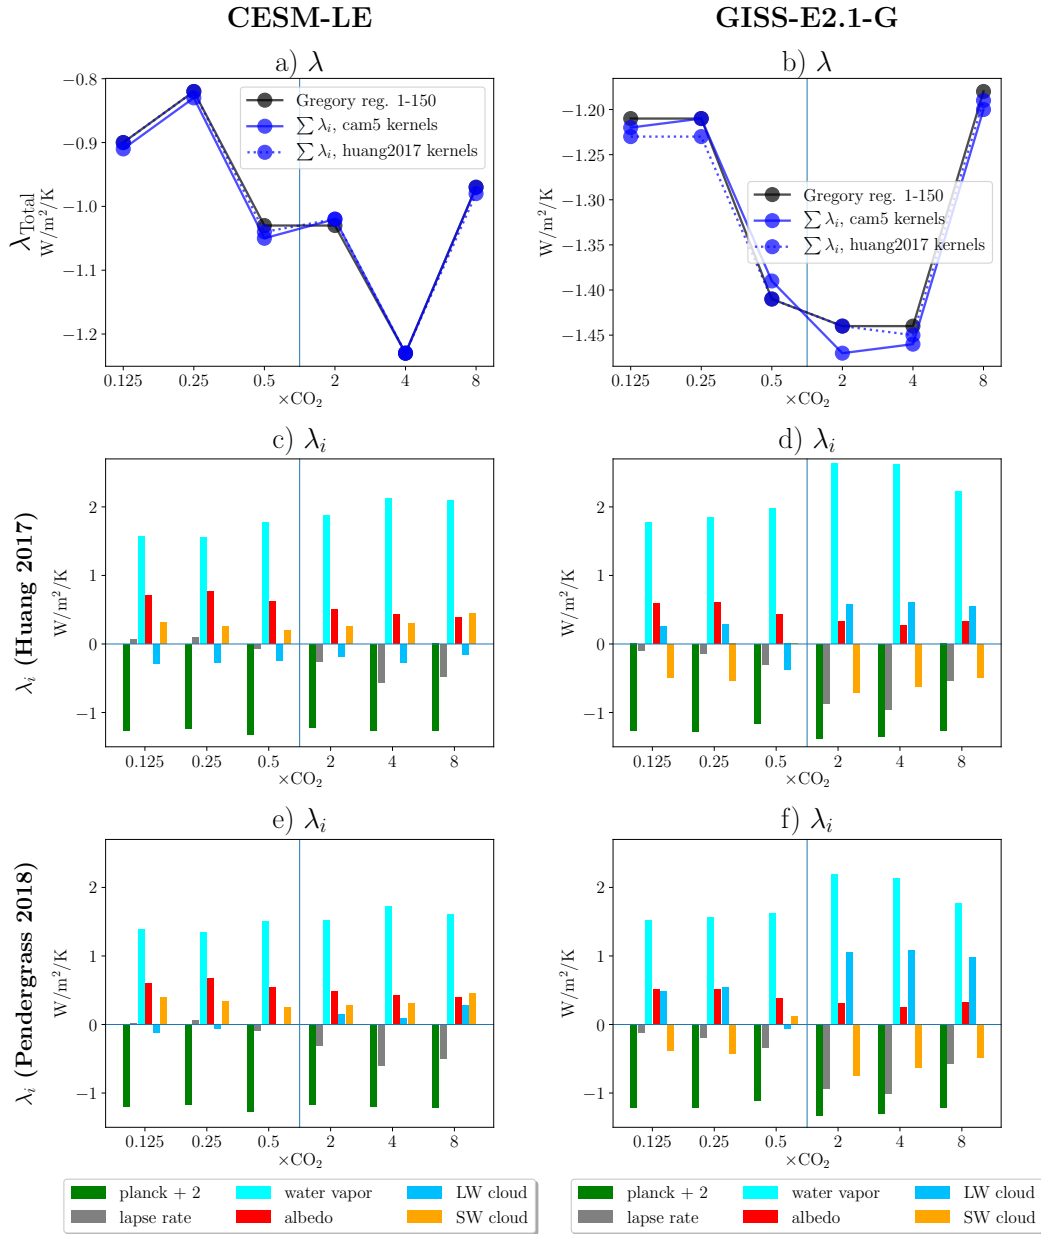 CESM-LE
GISS-E2.1-G
a) λ
b) λ
−0.8
−0.9
−1.0
−1.1
−1.2
λTotal
W/m²/K
0.125
0.25
0.5
2
4
8
×CO₂
Gregory reg. 1-150
∑ λᵢ, cam5 kernels
∑ λᵢ, huang2017 kernels
−1.20
−1.25
−1.30
−1.35
−1.40
−1.45
W/m²/K
0.125
0.25
0.5
2
4
8
×CO₂
Gregory reg. 1-150
∑ λᵢ, cam5 kernels
∑ λᵢ, huang2017 kernels
c) λᵢ
d) λᵢ
λᵢ (Huang 2017)
W/m²/K
2
1
0
−1
0.125
0.25
0.5
2
4
8
×CO₂
W/m²/K
2
1
0
−1
0.125
0.25
0.5
2
4
8
×CO₂
e) λᵢ
f) λᵢ
λᵢ (Pendergrass 2018)
W/m²/K
2
1
0
−1
0.125
0.25
0.5
2
4
8
×CO₂
W/m²/K
2
1
0
−1
0.125
0.25
0.5
2
4
8
×CO₂
planck + 2
water vapor
LW cloud
lapse rate
albedo
SW cloud
planck + 2
water vapor
LW cloud
lapse rate
albedo
SW cloud